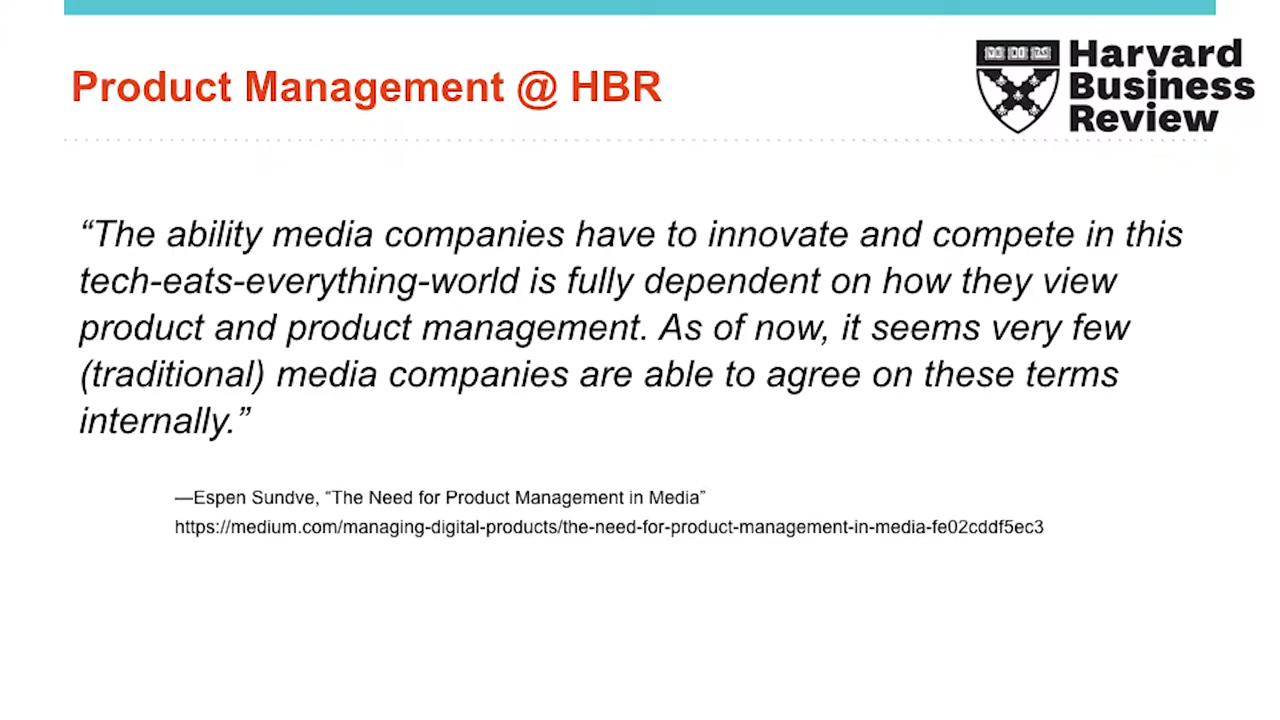 Product Management @ HBR
Harvard
Business
Review
“The ability media companies have to innovate and compete in this
tech-eats-everything-world is fully dependent on how they view
product and product management. As of now, it seems very few
(traditional) media companies are able to agree on these terms
internally.”
—Espen Sundve, “The Need for Product Management in Media”
https://medium.com/managing-digital-products/the-need-for-product-management-in-media-fe02cddf5ec3